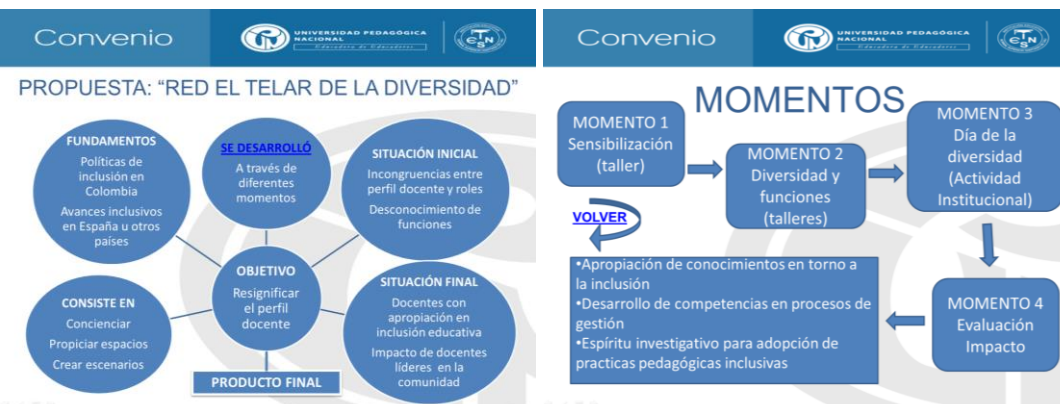 Convenio
UNIVERSIDAD PEDAGÓGICA
NACIONAL
Educadora de Educadores
PROPUESTA: “RED EL TELAR DE LA DIVERSIDAD”
FUNDAMENTOS
Políticas de
inclusión en
Colombia
Avances inclusivos
en España u otros
países
SE DESARROLLÓ
A través de
diferentes
momentos
SITUACIÓN INICIAL
Incongruencias entre
perfil docente y roles
Desconocimiento de
funciones
OBJETIVO
Resignificar
el perfil
docente
CONSISTE EN
Concienciar
Propiciar espacios
Crear escenarios
SITUACIÓN FINAL
Docentes con
apropiación en
inclusión educativa
Impacto de docentes
líderes en la
comunidad
PRODUCTO FINAL
Convenio
UNIVERSIDAD PEDAGÓGICA
NACIONAL
Educadora de Educadores
MOMENTOS
MOMENTO 1
Sensibilización
(taller)
MOMENTO 2
Diversidad y
funciones
(talleres)
MOMENTO 3
Día de la
diversidad
(Actividad
Institucional)
VOLVER
•Apropiación de conocimientos en torno a
la inclusión
•Desarrollo de competencias en procesos de
gestión
•Espíritu investigativo para adopción de
practicas pedagógicas inclusivas
MOMENTO 4
Evaluación
Impacto